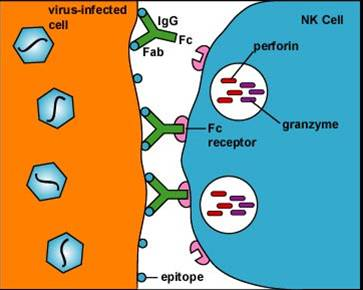 virus-infected
cell
IgG
Fc
Fab
NK Cell
perforin
granzyme
Fc
receptor
epitope